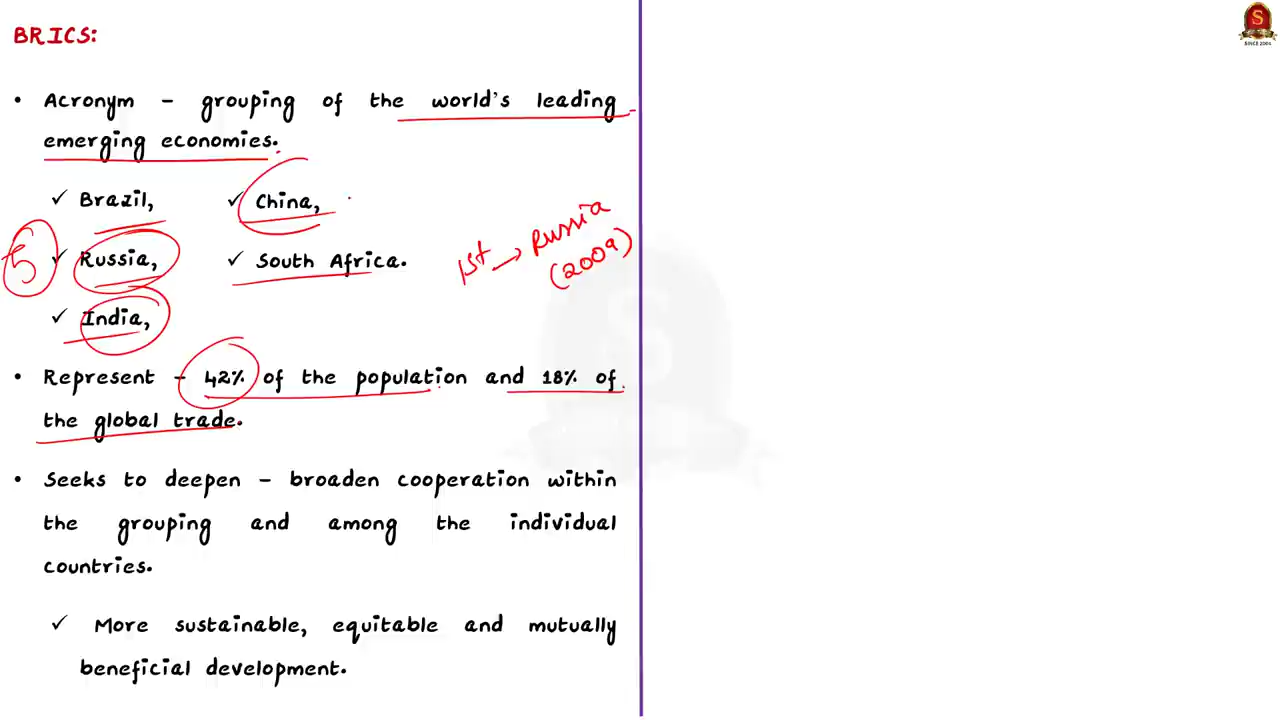 BRICS:
• Acronym – grouping of the world's leading
emerging economies.
✓ Brazil,
✓ China,
5
✓ Russia,
✓ South Africa.
1st → Russia
(2009)
✓ India,
• Represent – 42% of the population and 18% of
the global trade.
• Seeks to deepen – broaden cooperation within
the grouping and among the individual
countries.
✓ More sustainable, equitable and mutually
beneficial development.
S
SINCE 2004